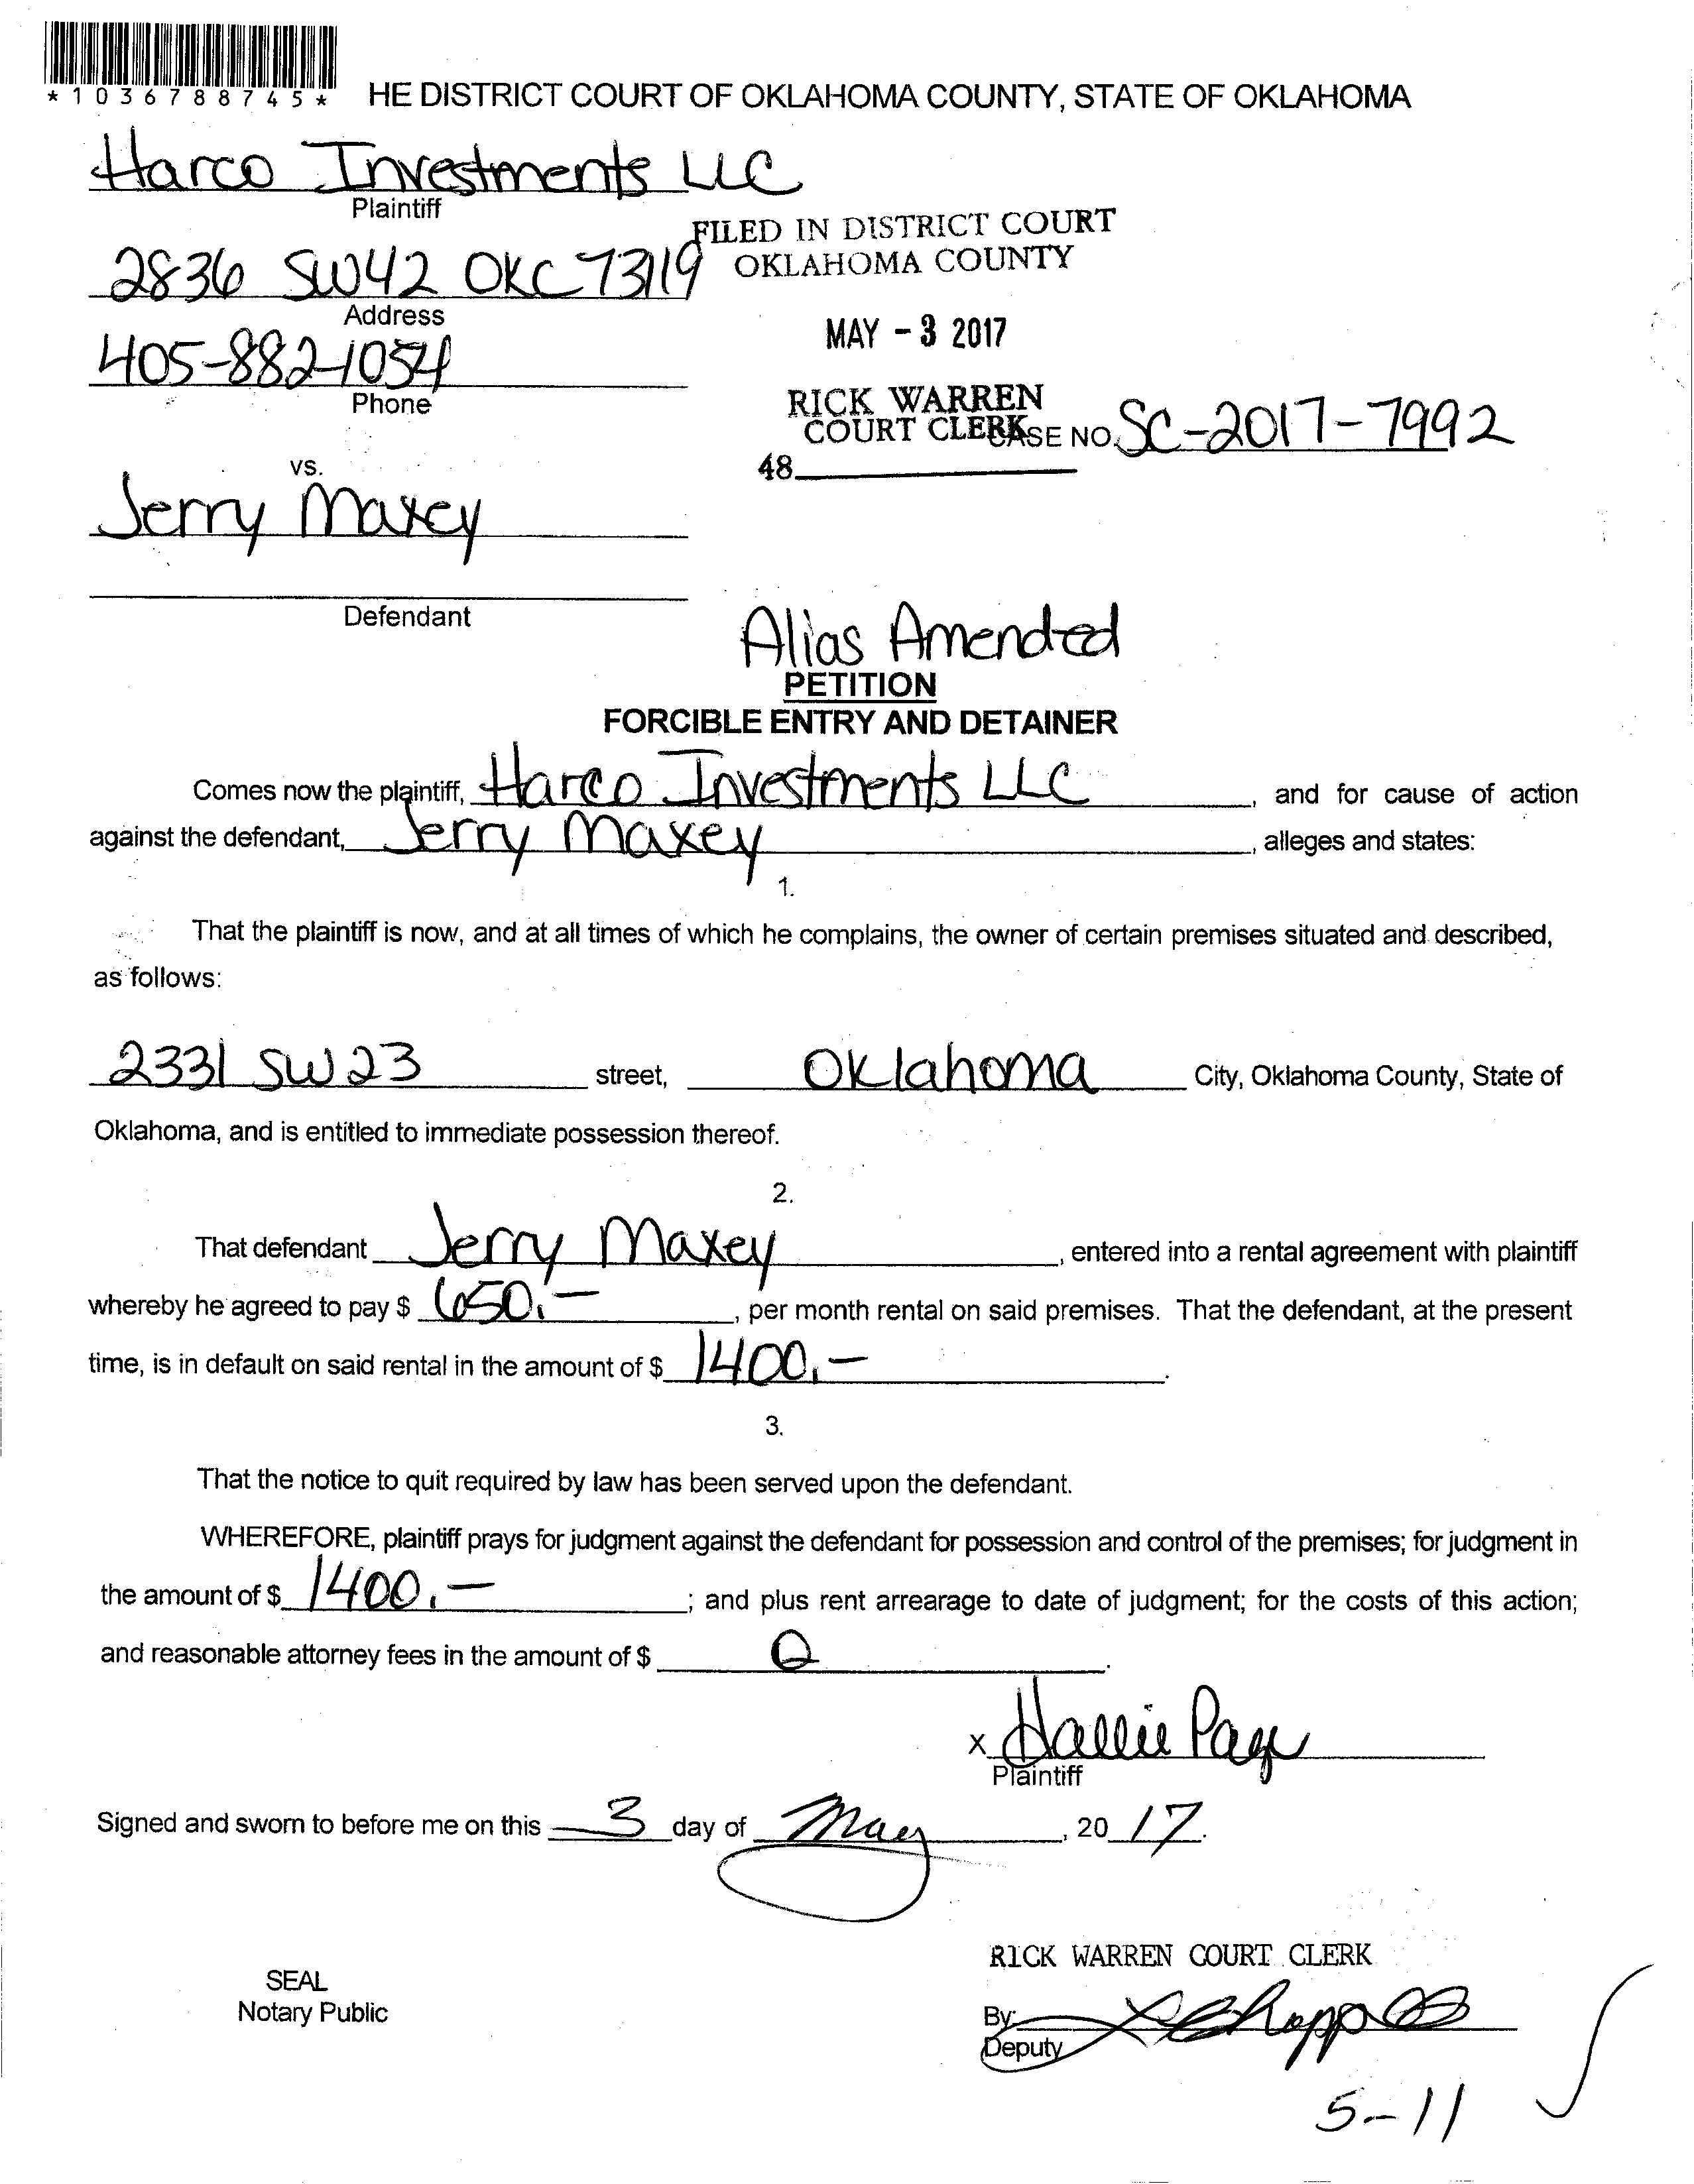 *1036788745*
HE DISTRICT COURT OF OKLAHOMA COUNTY, STATE OF OKLAHOMA
Harco Investments LLC
Plaintiff
FILED IN DISTRICT COURT
OKLAHOMA COUNTY
2836 SW42 OKC 73119
Address
MAY - 3 2017
405-882-1054
Phone
RICK WARREN
COURT CLERK
CASE NO. SC-2017-7992
48
vs.
Jerry Maxey
Defendant
Alias Amended
PETITION
FORCIBLE ENTRY AND DETAINER
Comes now the plaintiff, Harco Investments LLC, and for cause of action
against the defendant, Jerry Maxey, alleges and states:
1.
That the plaintiff is now, and at all times of which he complains, the owner of certain premises situated and described,
as follows:
2331 SW 23 street, Oklahoma City, Oklahoma County, State of
Oklahoma, and is entitled to immediate possession thereof.
2.
That defendant Jerry Maxey, entered into a rental agreement with plaintiff
whereby he agreed to pay $ 650.-, per month rental on said premises. That the defendant, at the present
time, is in default on said rental in the amount of $ 1400.-.
3.
That the notice to quit required by law has been served upon the defendant.
WHEREFORE, plaintiff prays for judgment against the defendant for possession and control of the premises; for judgment in
the amount of $ 1400.-; and plus rent arrearage to date of judgment; for the costs of this action;
and reasonable attorney fees in the amount of $ 0.
x Hallie Page
Plaintiff
Signed and sworn to before me on this 3 day of May, 2017.
RICK WARREN COURT CLERK
SEAL
Notary Public
By:
Deputy
5-11